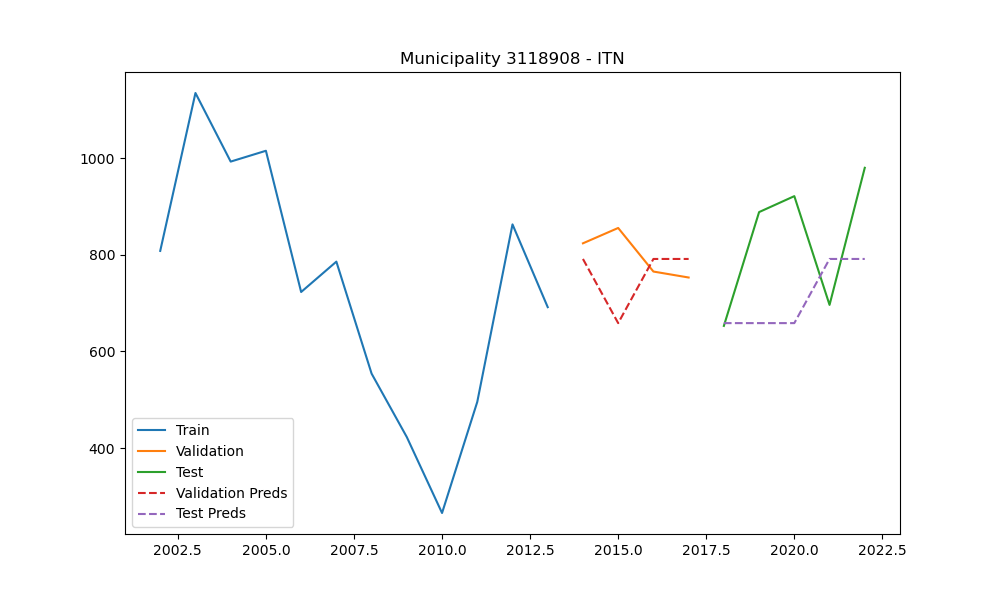 Municipality 3118908 - ITN
1000
800
600
400
Train
Validation
Test
Validation Preds
Test Preds
2002.5 2005.0 2007.5 2010.0 2012.5 2015.0 2017.5 2020.0 2022.5